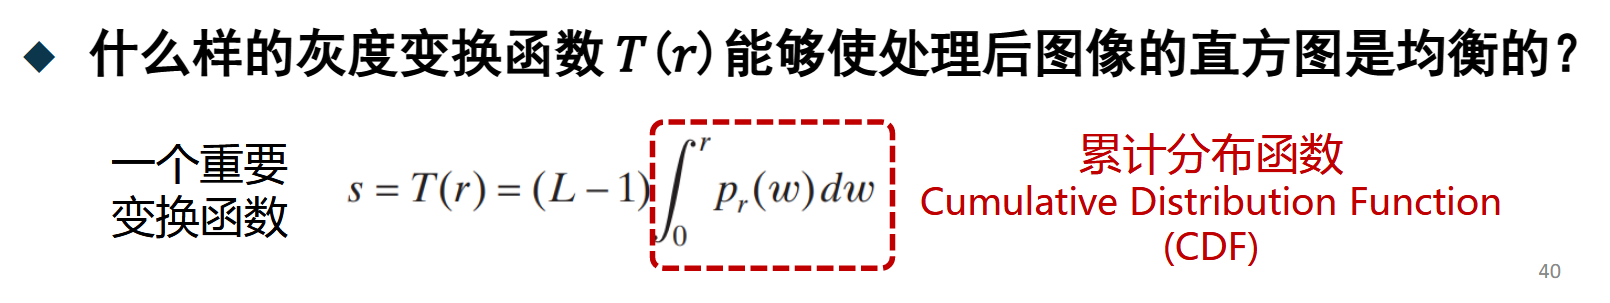 什么样的灰度变换函数 T(r) 能够使处理后图像的直方图是均衡的？
一个重要
变换函数
s = T(r) = (L − 1) ∫₀ʳ pᵣ(w) dw
累计分布函数
Cumulative Distribution Function
(CDF)
40